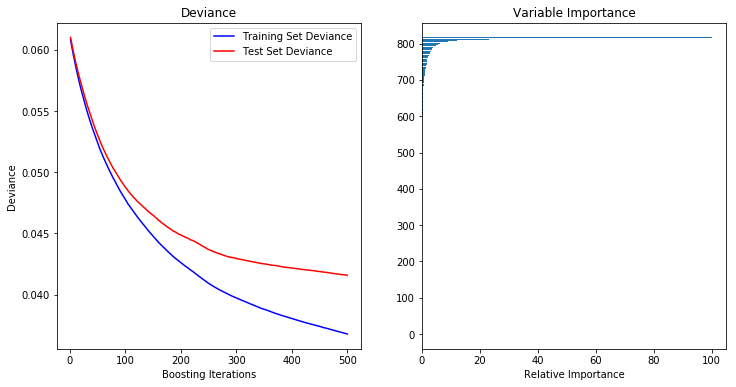 Deviance
Training Set Deviance
Test Set Deviance
0.060
0.055
0.050
0.045
0.040
Deviance
0 100 200 300 400 500
Boosting Iterations
Variable Importance
800
700
600
500
400
300
200
100
0
0 20 40 60 80 100
Relative Importance